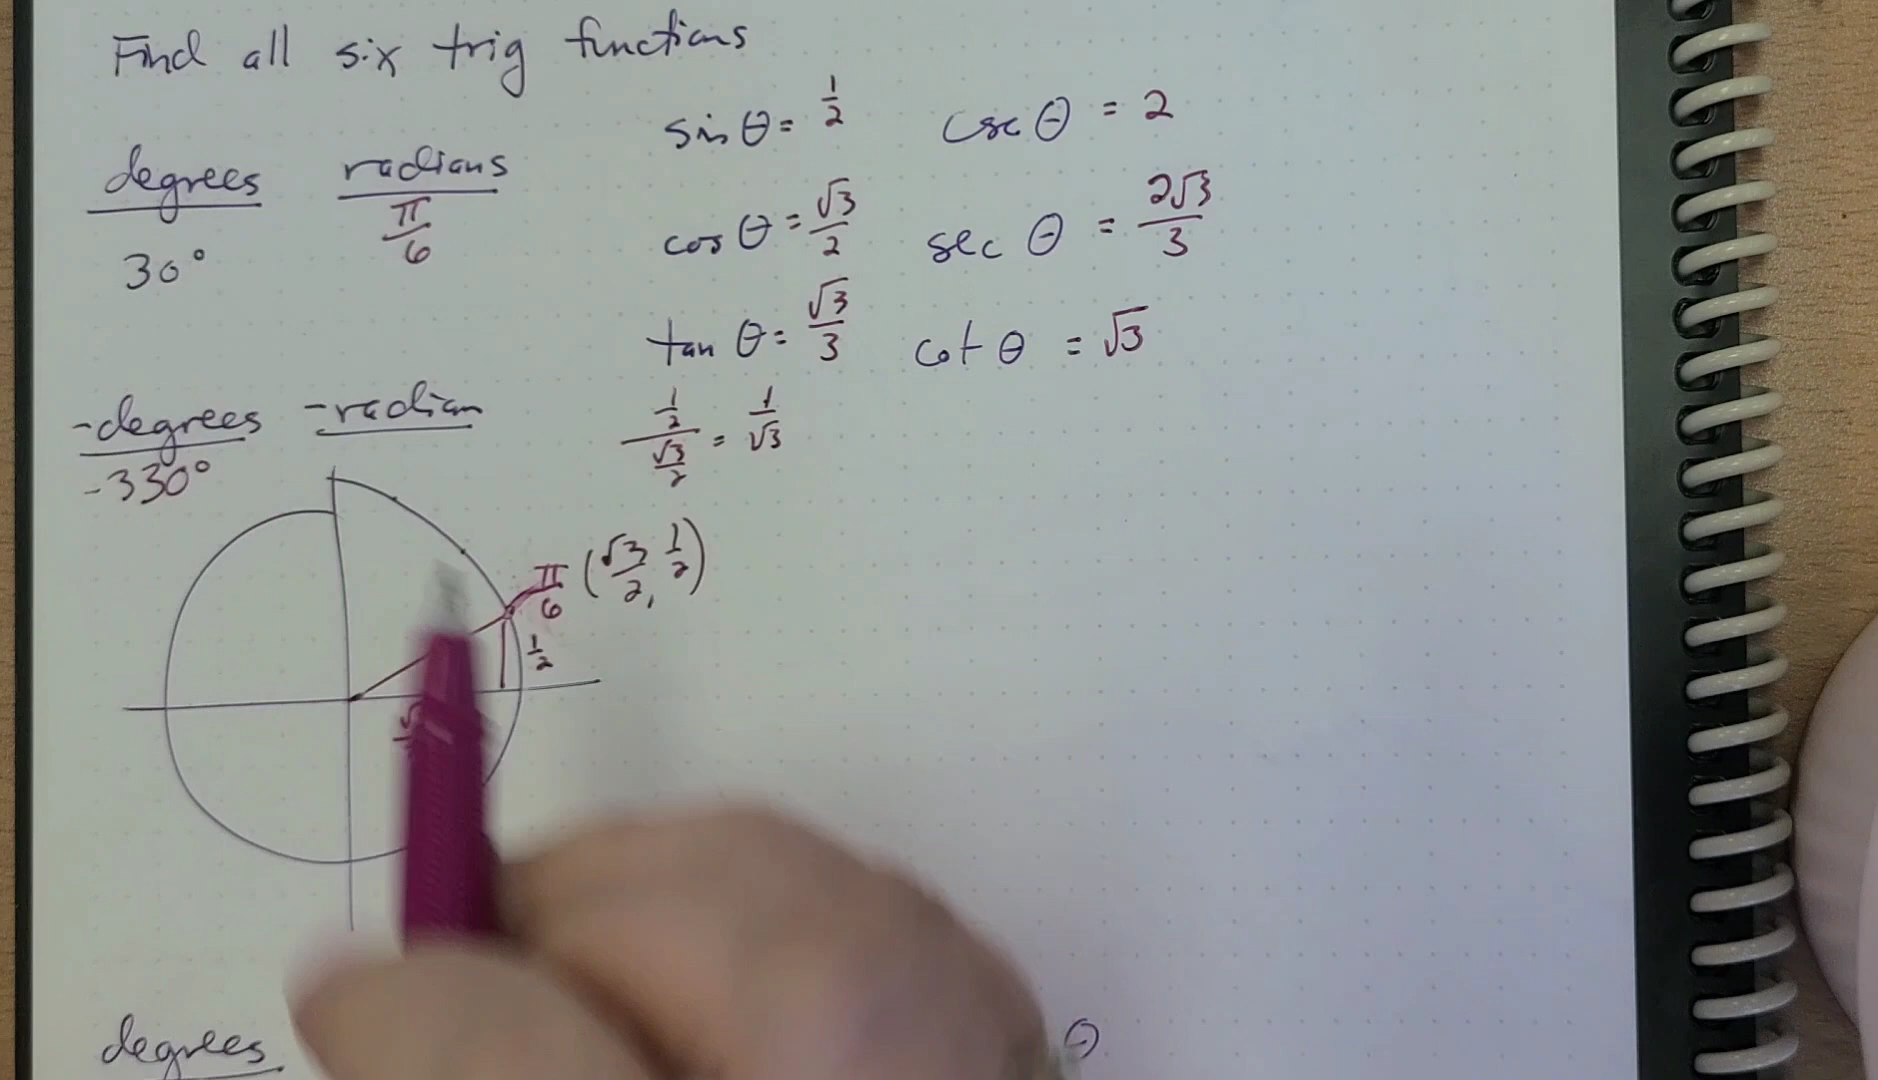 Find all six trig functions
degrees radians
30° π/6
sin θ = 1/2 csc θ = 2
cos θ = √3/2 sec θ = 2√3/3
tan θ = √3/3 cot θ = √3
(1/2)/(√3/2) = 1/√3
-degrees -radian
-330°
π/6 (√3/2, 1/2)
1/2
degrees
θ